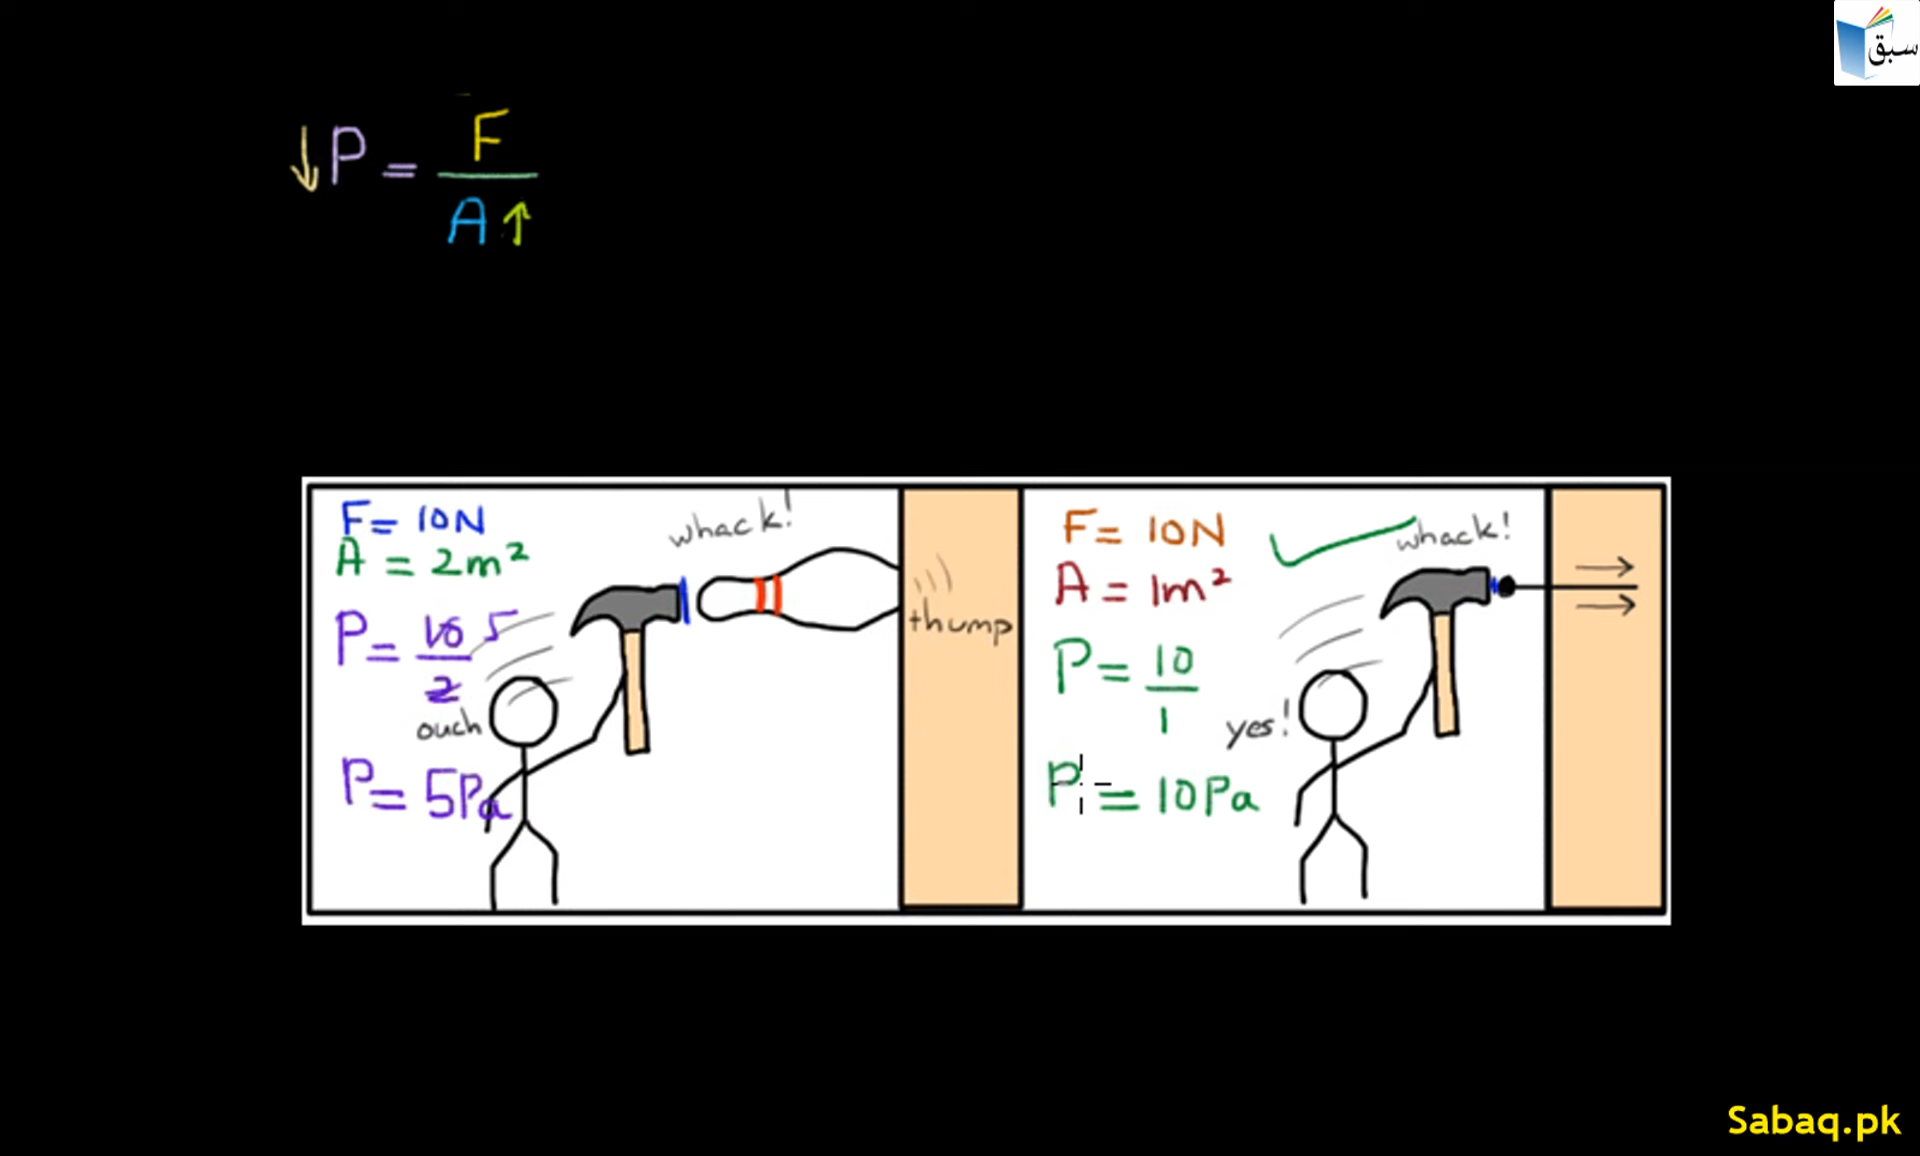 سبق
↓P = F
A↑
F = 10N
A = 2m²
P = 10 5
2
P = 5Pa
whack!
ouch
thump
F = 10N
A = 1m²
P = 10
1
P = 10Pa
whack!
yes!
Sabaq.pk